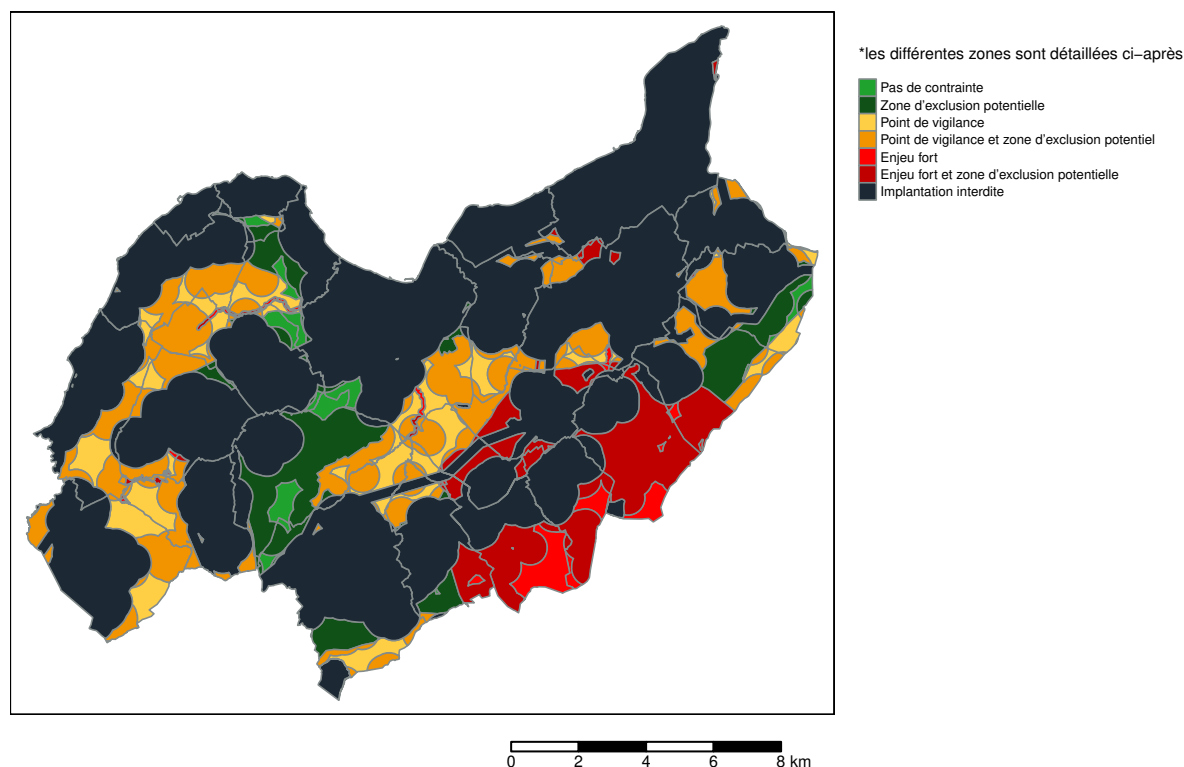 *les différentes zones sont détaillées ci−après
Pas de contrainte
Zone d'exclusion potentielle
Point de vigilance
Point de vigilance et zone d'exclusion potentiel
Enjeu fort
Enjeu fort et zone d'exclusion potentielle
Implantation interdite
0 2 4 6 8 km